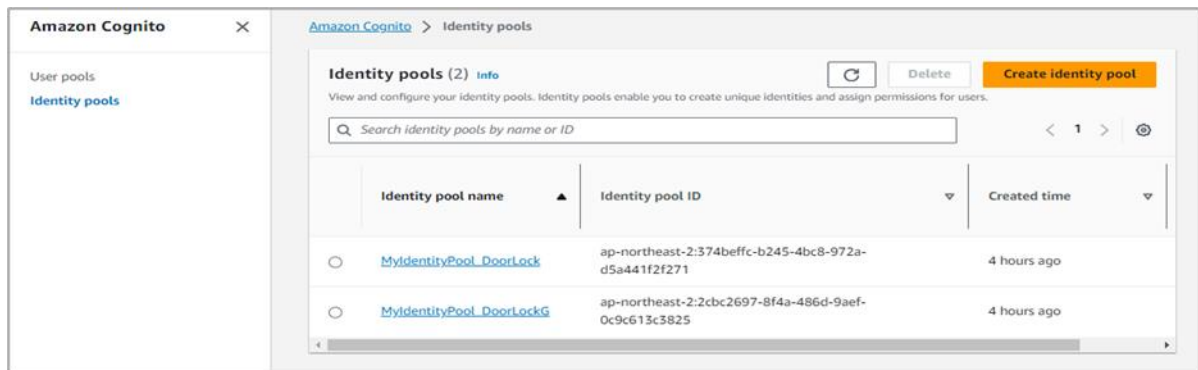 Amazon Cognito
User pools
Identity pools
Amazon Cognito > Identity pools
Identity pools (2) Info
Delete
Create identity pool
View and configure your identity pools. Identity pools enable you to create unique identities and assign permissions for users.
Search identity pools by name or ID
1
Identity pool name
Identity pool ID
Created time
MyIdentityPool_DoorLock
ap-northeast-2:374beffc-b245-4bc8-972a-
d5a441f2f271
4 hours ago
MyIdentityPool_DoorLockG
ap-northeast-2:2cbc2697-8f4a-486d-9aef-
0c9c613c3825
4 hours ago